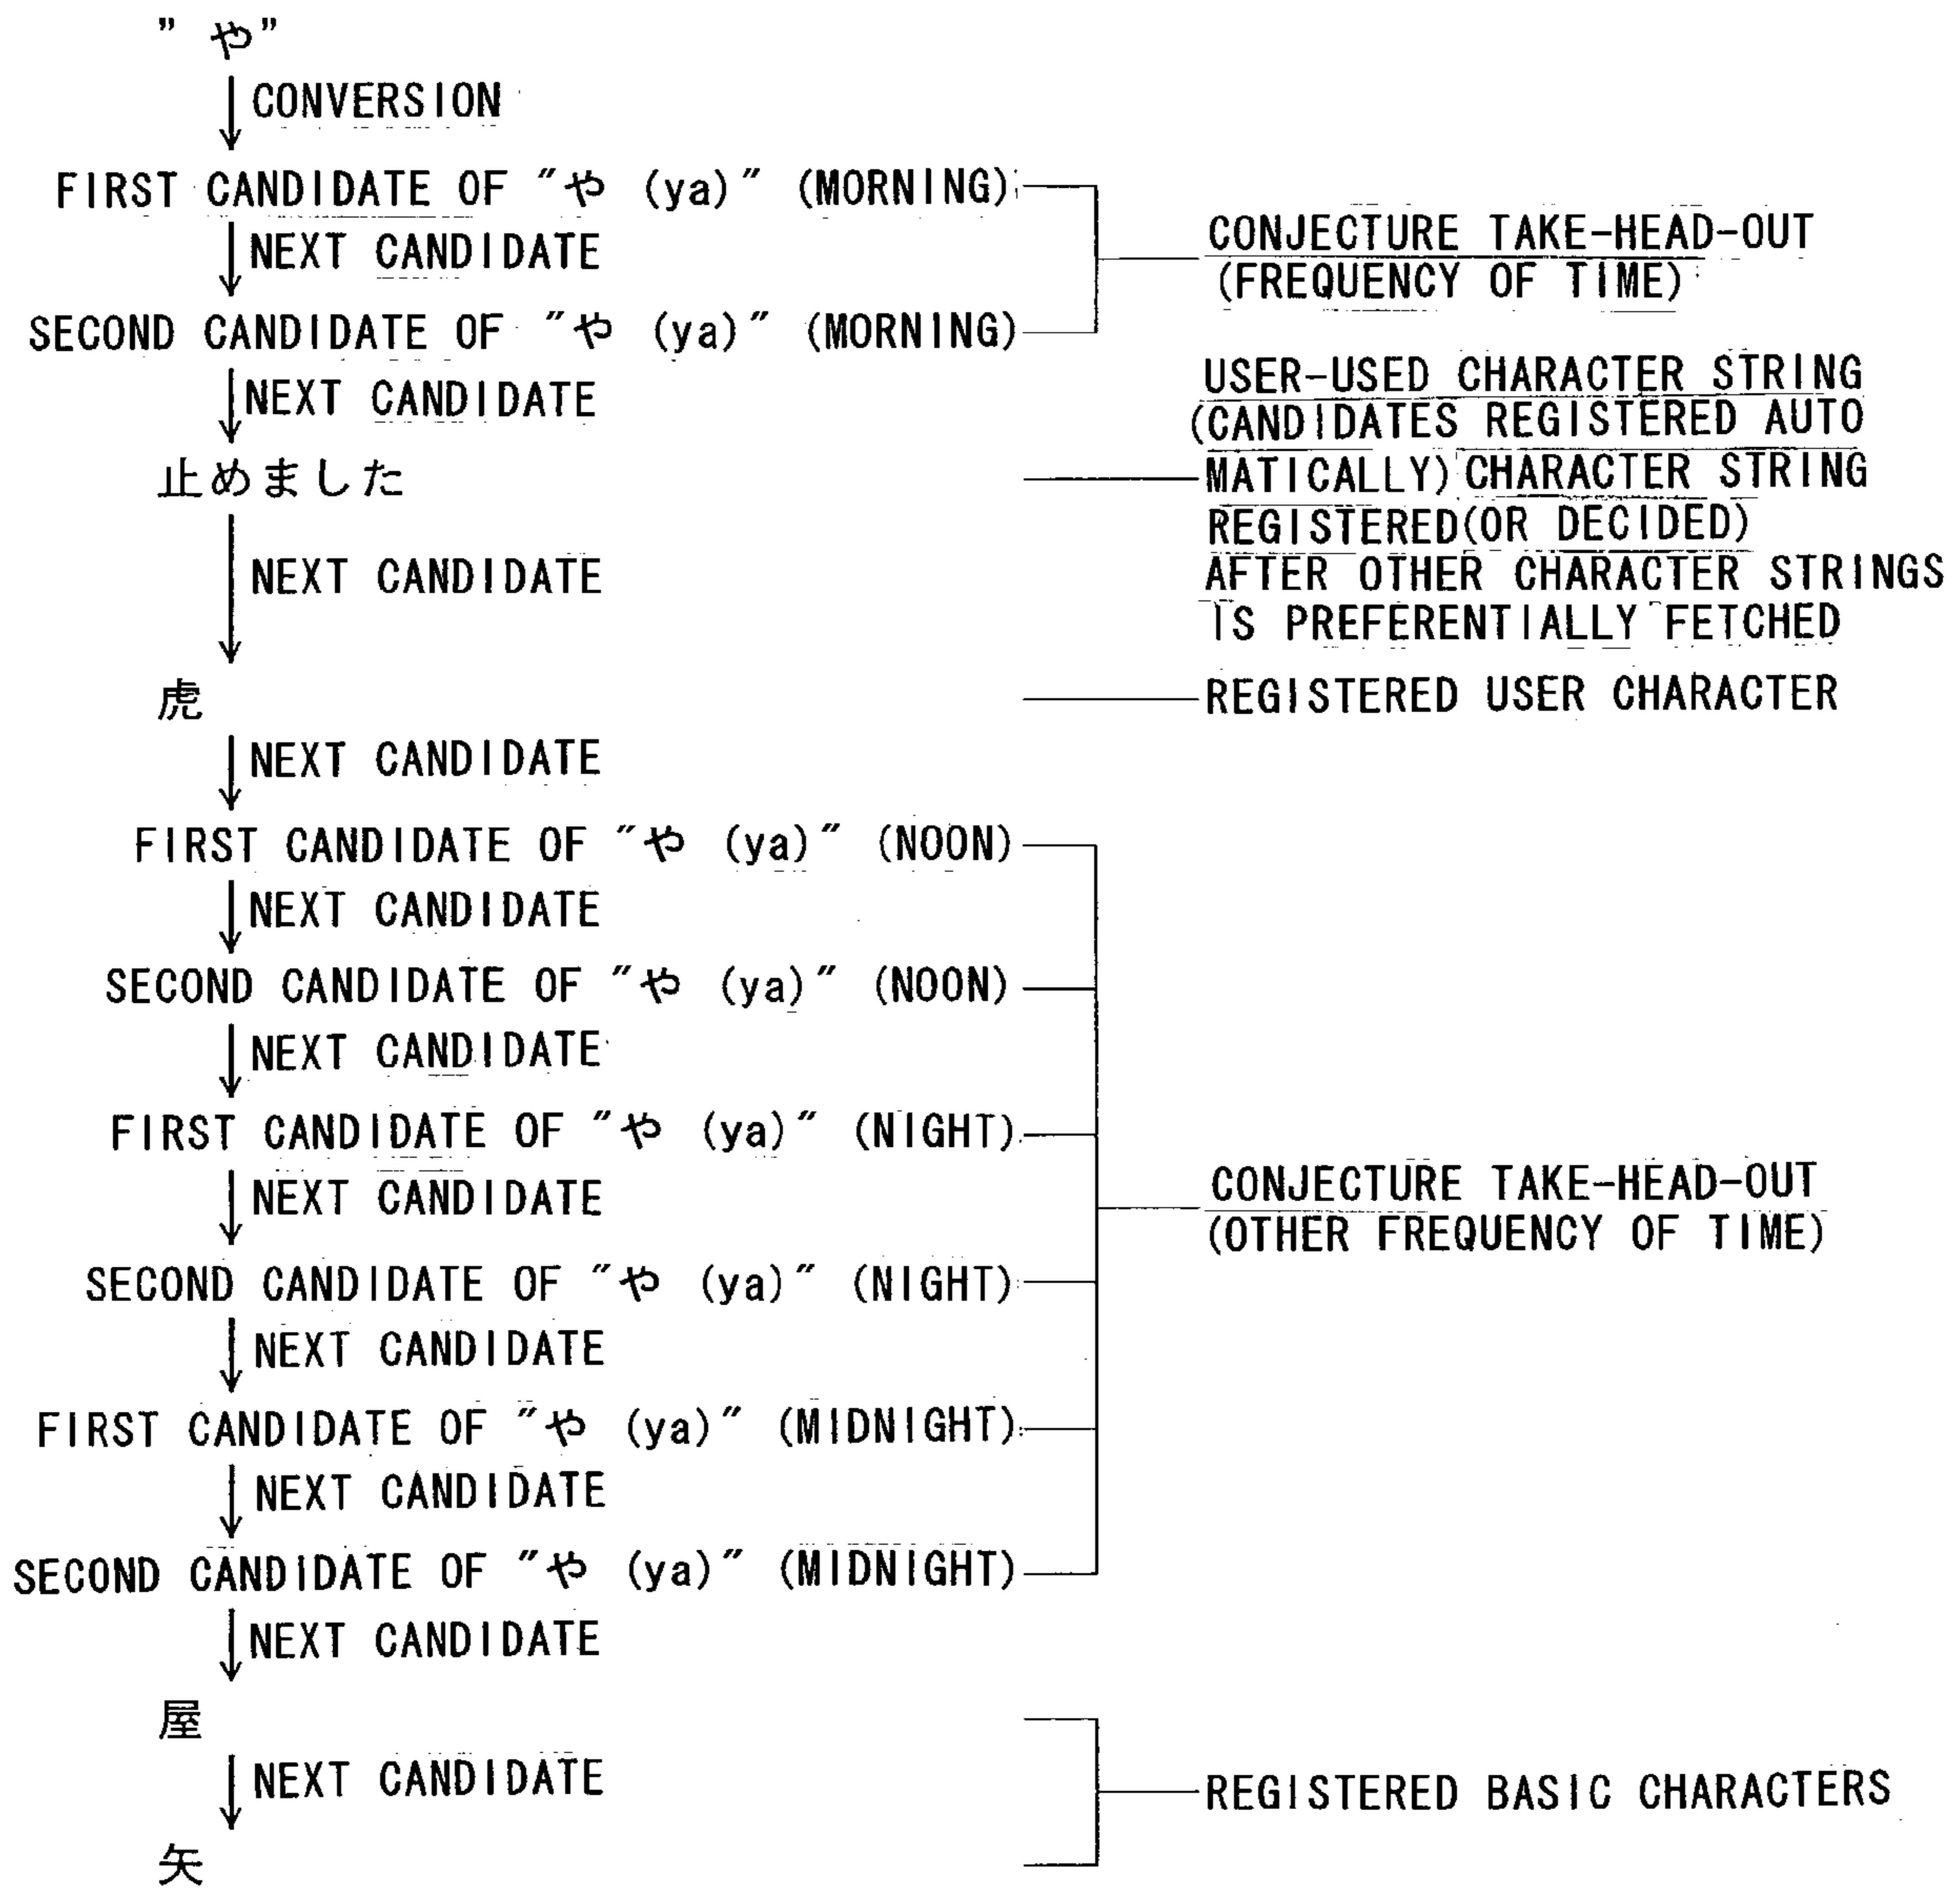 ” や”
CONVERSION
FIRST CANDIDATE OF ″や (ya)″ (MORNING)
NEXT CANDIDATE
SECOND CANDIDATE OF ″や (ya)″ (MORNING)
CONJECTURE TAKE-HEAD-OUT
(FREQUENCY OF TIME)
NEXT CANDIDATE
止めました
USER-USED CHARACTER STRING
(CANDIDATES REGISTERED AUTO
MATICALLY) CHARACTER STRING
REGISTERED(OR DECIDED)
AFTER OTHER CHARACTER STRINGS
IS PREFERENTIALLY FETCHED
NEXT CANDIDATE
虎
REGISTERED USER CHARACTER
NEXT CANDIDATE
FIRST CANDIDATE OF ″や (ya)″ (NOON)
NEXT CANDIDATE
SECOND CANDIDATE OF ″や (ya)″ (NOON)
NEXT CANDIDATE
FIRST CANDIDATE OF ″や (ya)″ (NIGHT)
NEXT CANDIDATE
SECOND CANDIDATE OF ″や (ya)″ (NIGHT)
NEXT CANDIDATE
FIRST CANDIDATE OF ″や (ya)″ (MIDNIGHT)
NEXT CANDIDATE
SECOND CANDIDATE OF ″や (ya)″ (MIDNIGHT)
CONJECTURE TAKE-HEAD-OUT
(OTHER FREQUENCY OF TIME)
NEXT CANDIDATE
屋
NEXT CANDIDATE
矢
REGISTERED BASIC CHARACTERS